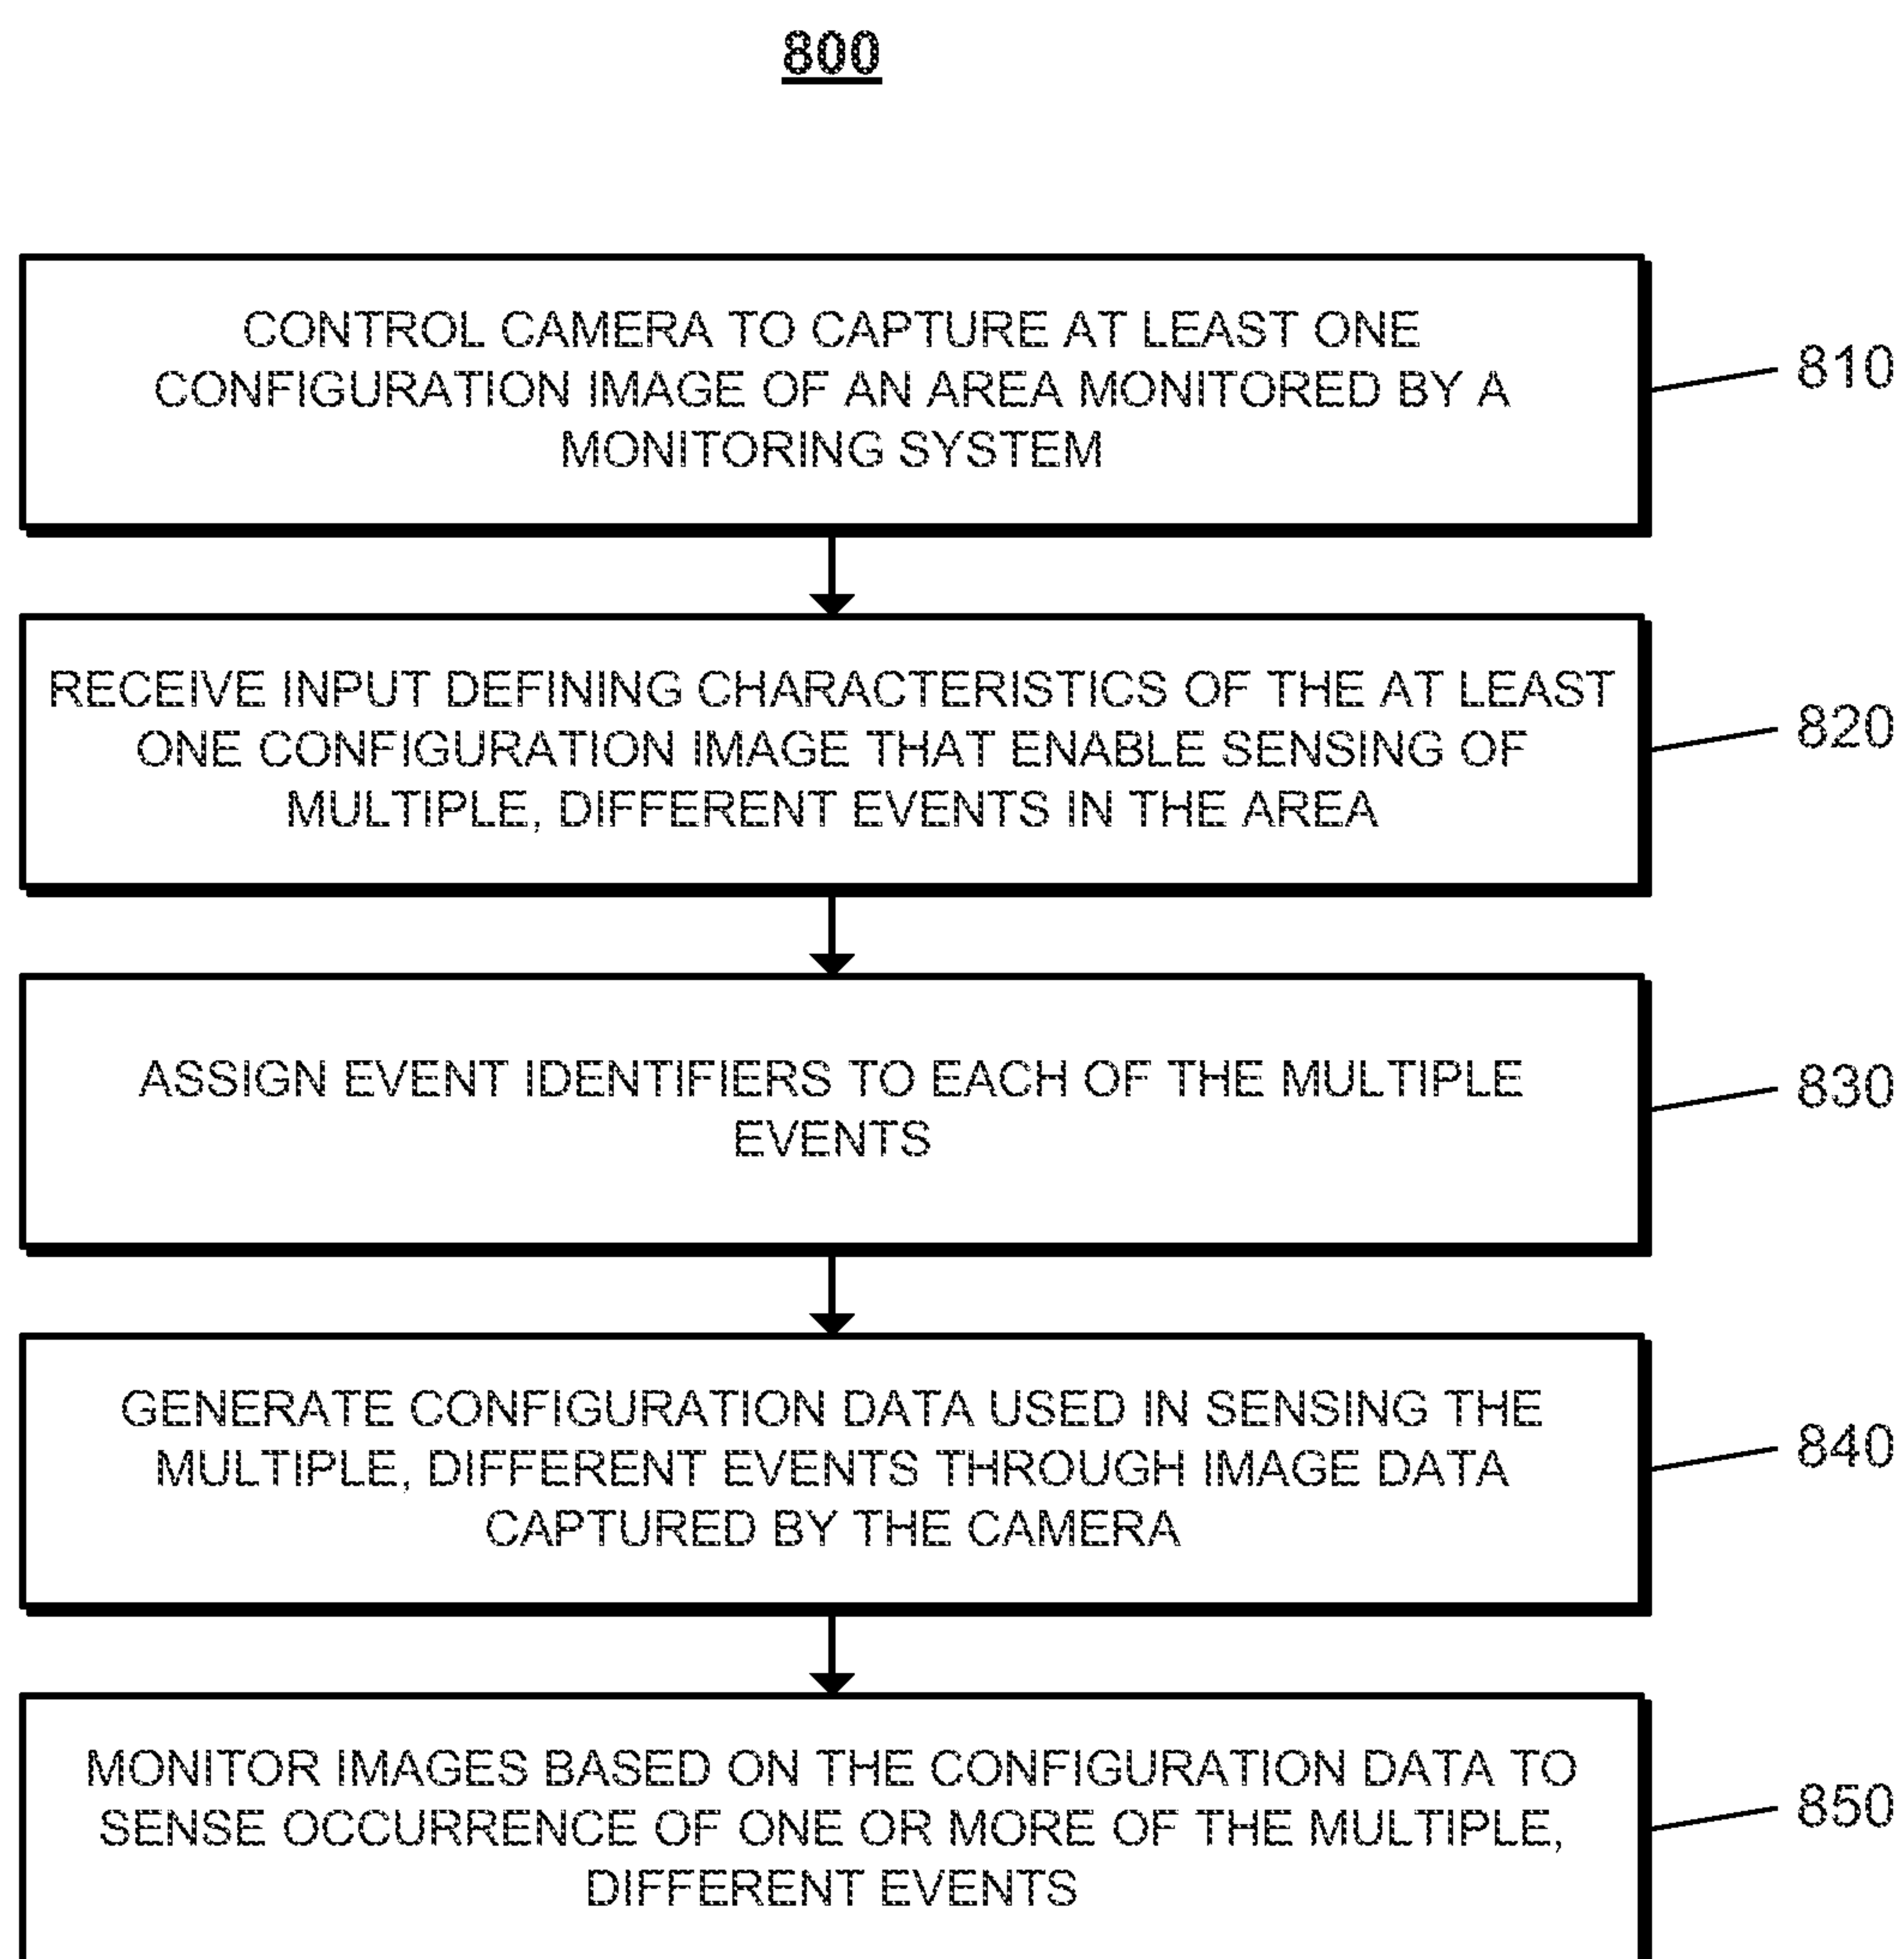 800
CONTROL CAMERA TO CAPTURE AT LEAST ONE
CONFIGURATION IMAGE OF AN AREA MONITORED BY A
MONITORING SYSTEM
810
RECEIVE INPUT DEFINING CHARACTERISTICS OF THE AT LEAST
ONE CONFIGURATION IMAGE THAT ENABLE SENSING OF
MULTIPLE, DIFFERENT EVENTS IN THE AREA
820
ASSIGN EVENT IDENTIFIERS TO EACH OF THE MULTIPLE
EVENTS
830
GENERATE CONFIGURATION DATA USED IN SENSING THE
MULTIPLE, DIFFERENT EVENTS THROUGH IMAGE DATA
CAPTURED BY THE CAMERA
840
MONITOR IMAGES BASED ON THE CONFIGURATION DATA TO
SENSE OCCURRENCE OF ONE OR MORE OF THE MULTIPLE,
DIFFERENT EVENTS
850